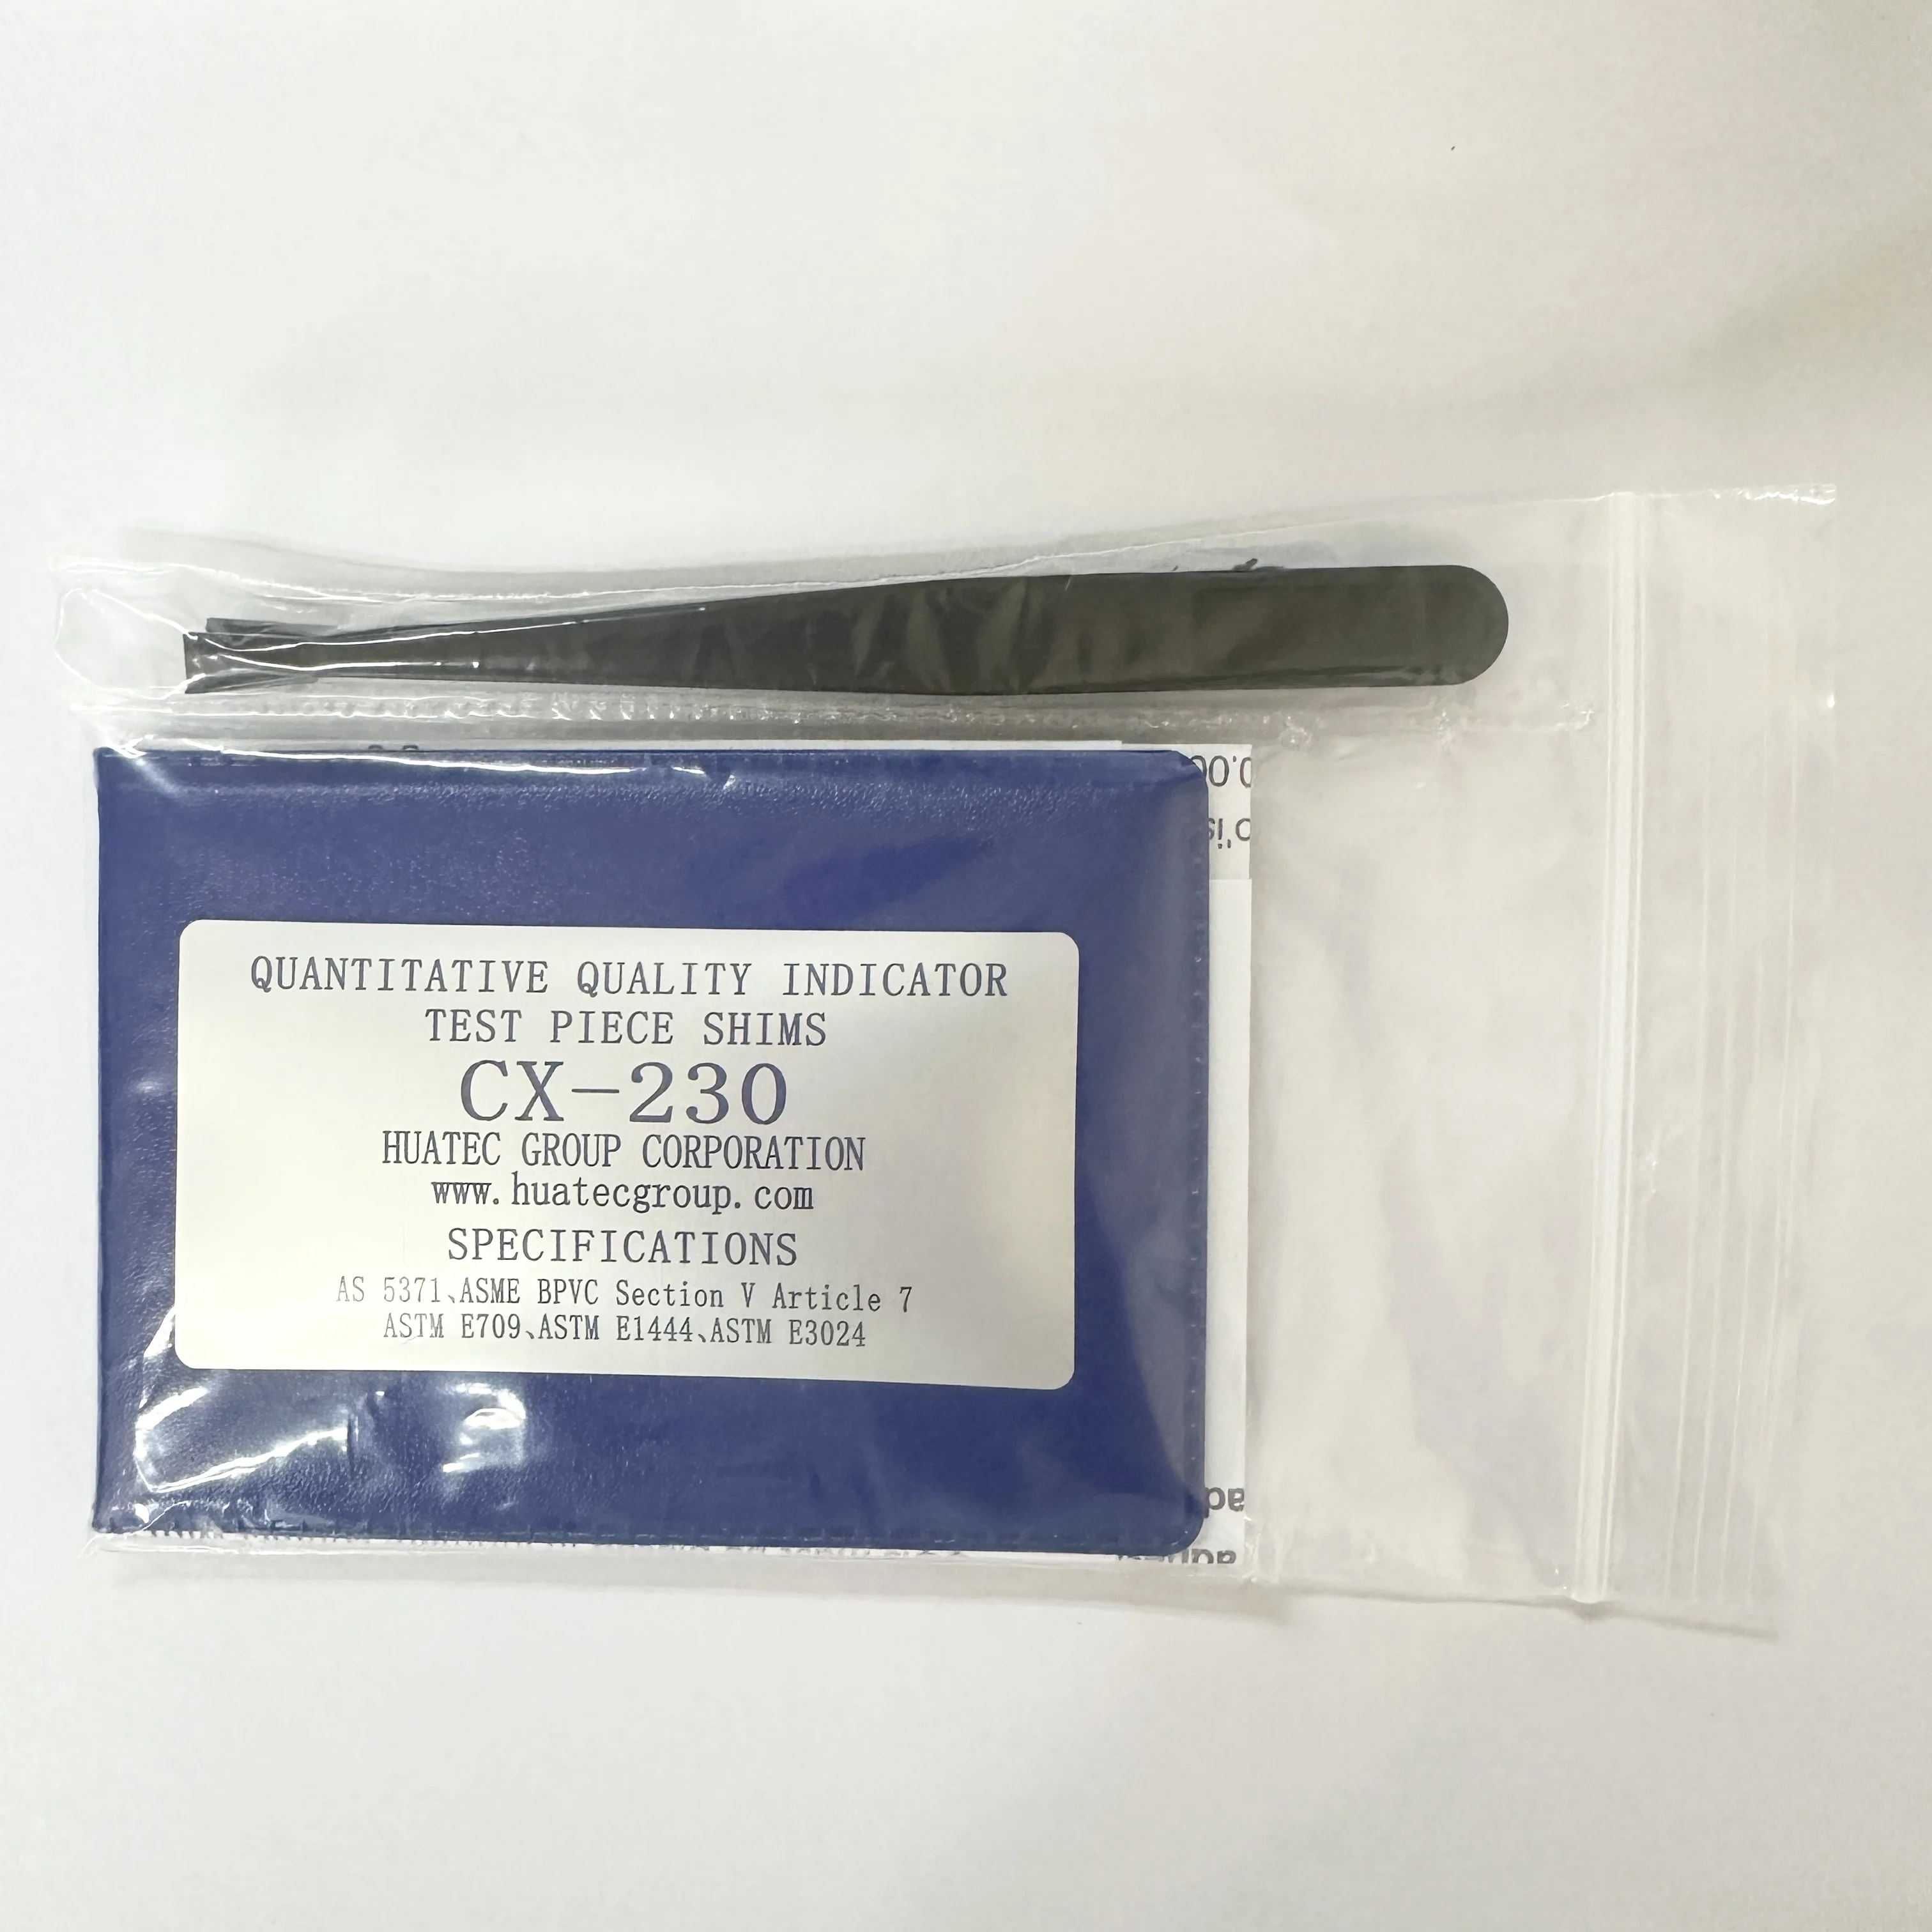 QUANTITATIVE QUALITY INDICATOR
TEST PIECE SHIMS
CX-230
HUATEC GROUP CORPORATION
www.huatecgroup.com
SPECIFICATIONS
AS 5371、ASME BPVC Section V Article 7
ASTM E709、ASTM E1444、ASTM E3024